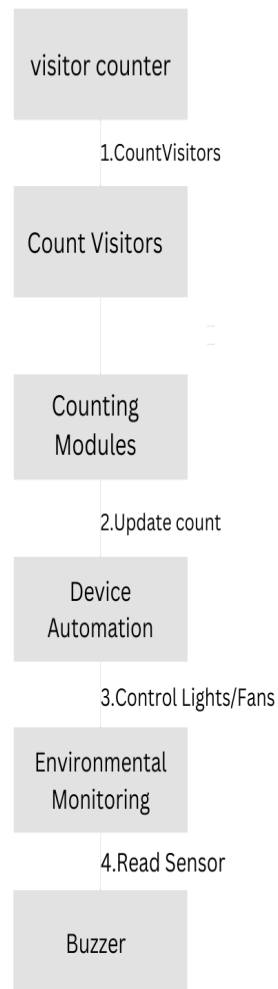 visitor counter
1.CountVisitors
Count Visitors
Counting
Modules
2.Update count
Device
Automation
3.Control Lights/Fans
Environmental
Monitoring
4.Read Sensor
Buzzer